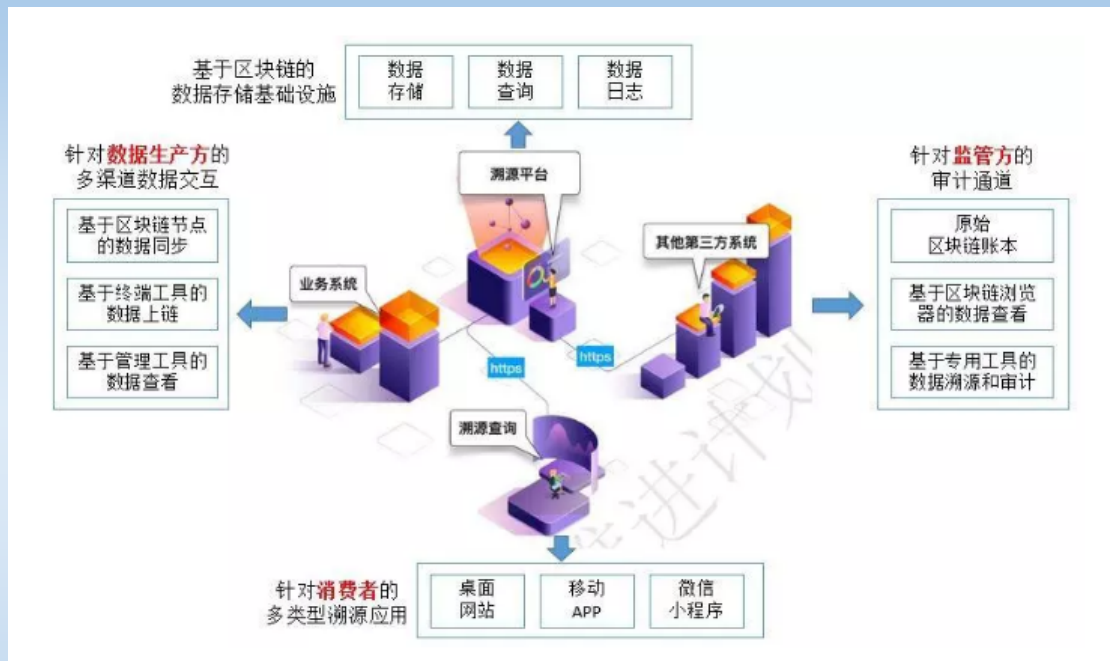 基于区块链的
数据存储基础设施
数据
存储
数据
查询
数据
日志
针对数据生产方的
多渠道数据交互
基于区块链节点
的数据同步
基于终端工具的
数据上链
基于管理工具的
数据查看
溯源平台
业务系统
其他第三方系统
https
https
溯源查询
针对监管方的
审计通道
原始
区块链账本
基于区块链浏览
器的数据查看
基于专用工具的
数据溯源和审计
针对消费者的
多类型溯源应用
桌面
网站
移动
APP
微信
小程序
进计划